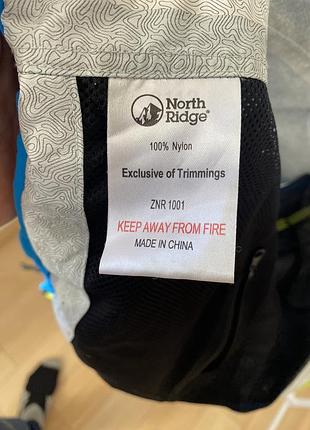 North
Ridge®
100% Nylon
Exclusive of Trimmings
ZNR 1001
KEEP AWAY FROM FIRE
MADE IN CHINA